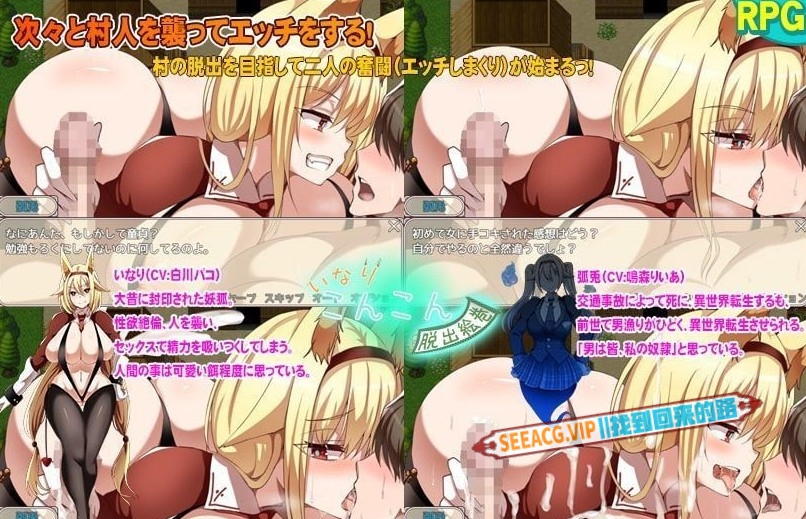 次々と村人を襲ってエッチをする!
RPG
村の脱出を目指して二人の奮闘(エッチしまくり)が始まるっ!
なにあんた、もしかして童貞?
勉強もろくにしてないのに何してるのよ。
初めて女に手コキされた感想はどう?
自分でやるのと全然違うでしょ?
いなり(CV:白川パコ)
大昔に封印された妖狐。
性欲絶倫、人を襲い、
セックスで精力を吸いつくしてしまう。
人間の事は可愛い餌程度に思っている。
いなり
こんこん
脱出絵巻
スキップ
狐兎(CV:鳴森りいあ)
交通事故によって死に、異世界転生するも、
前世で男漁りがひどく、異世界転生させられる。
「男は皆、私の奴隷」と思っている。
SEEACG.VIP||找到回来的路